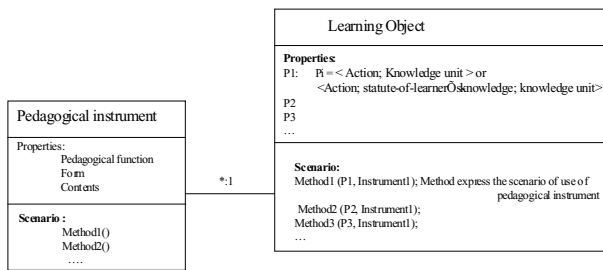 Learning Object
Properties:
P1: Pi = < Action; Knowledge unit > or
<Action; statute-of-learnerÕsknowledge; knowledge unit>
P2
P3
…
Scenario:
Method1 (P1, Instrument1); Method express the scenario of use of
pedagogical instrument
Method2 (P2, Instrument1);
Method3 (P3, Instrument1);
…
Pedagogical instrument
Properties:
Pedagogical function
Form
Contents
Scenario :
Method1()
Method2()
….
*:1